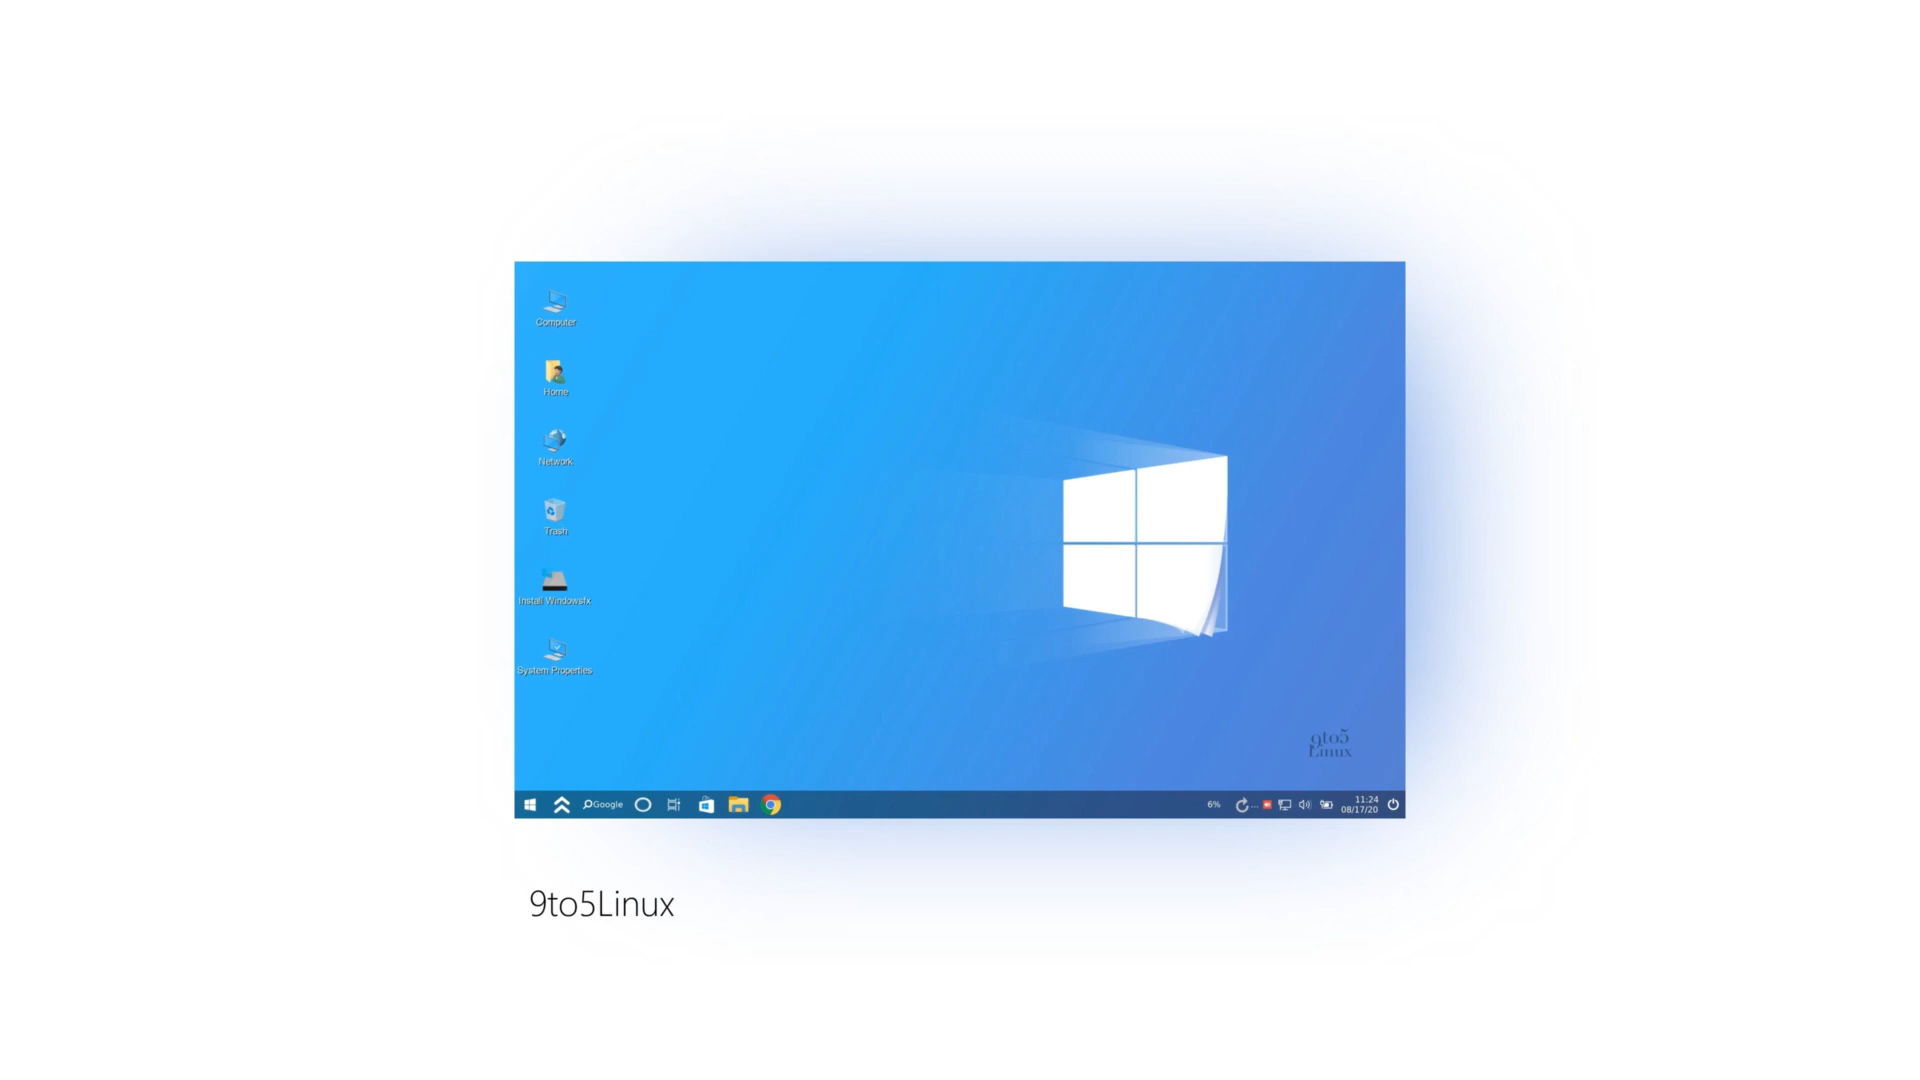 Computer
Home
Network
Trash
Install Windowsfx
System Properties
9to5
Linux
Google
6%
...
11:24
08/17/20
9to5Linux